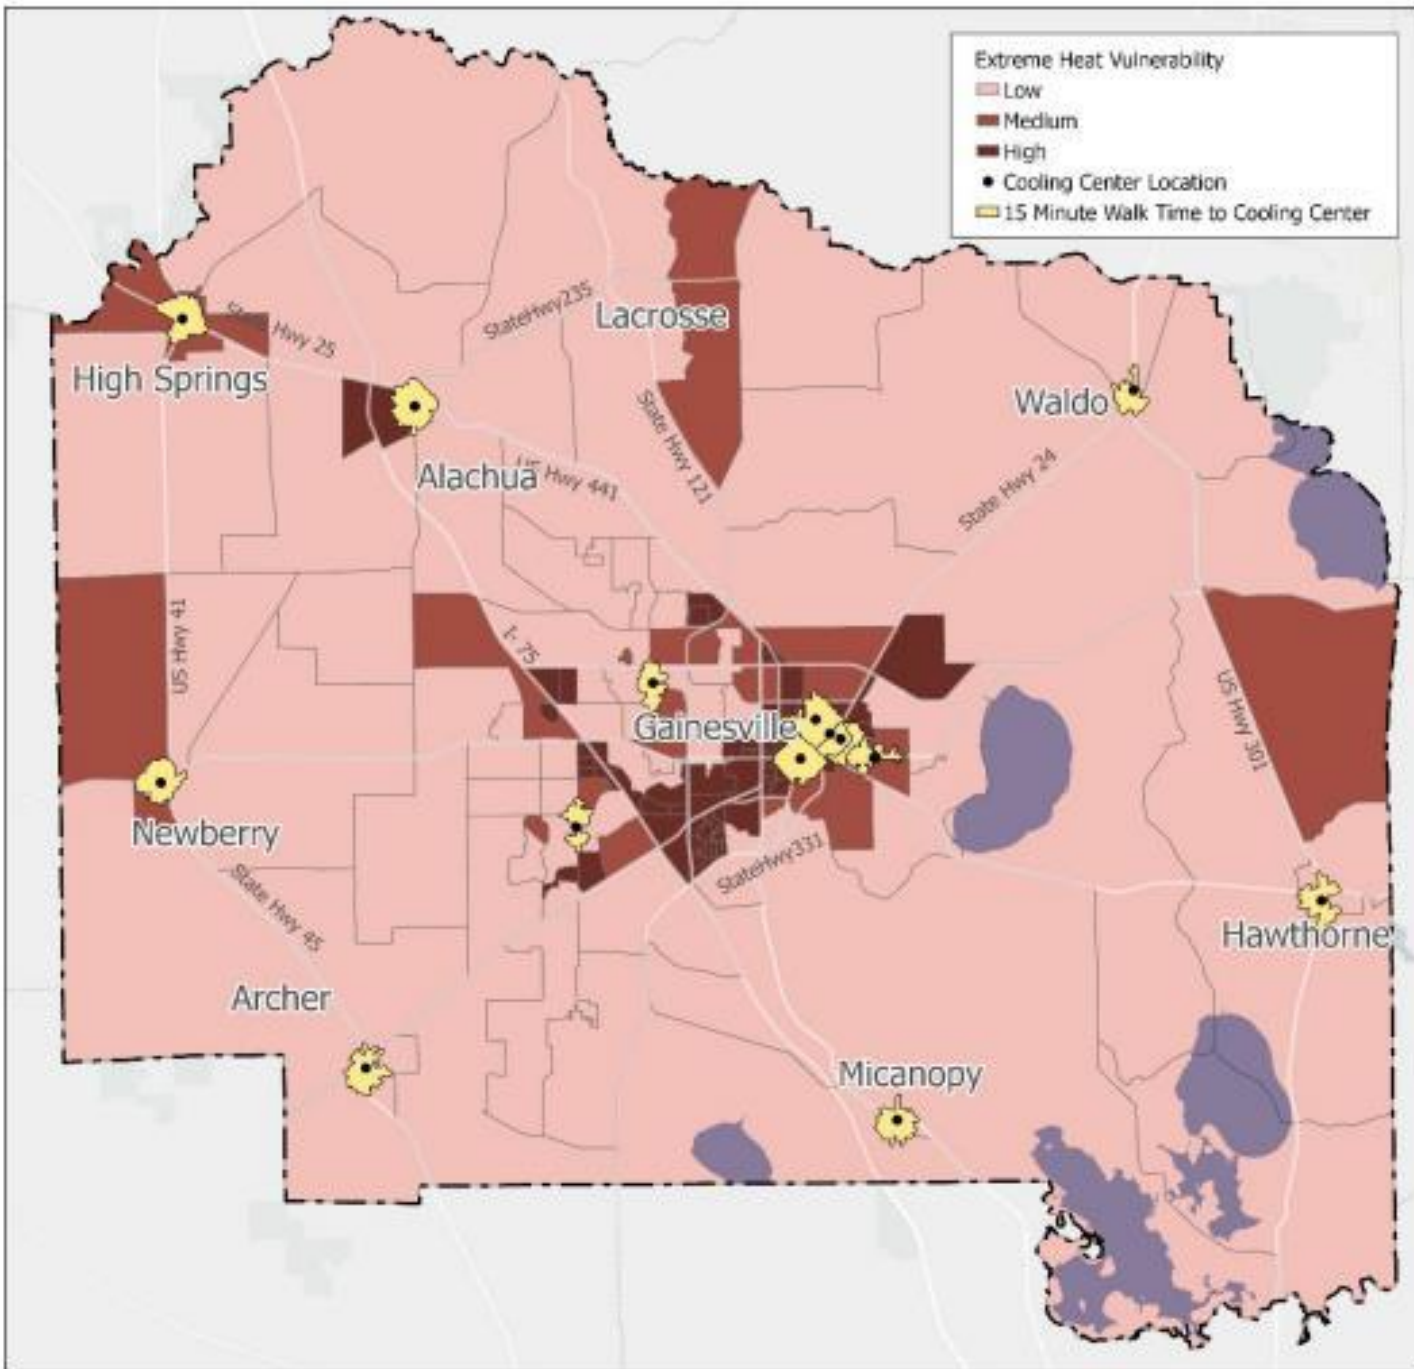 Extreme Heat Vulnerability
Low
Medium
High
Cooling Center Location
15 Minute Walk Time to Cooling Center
StateHwy235
Lacrosse
Hwy 25
High Springs
Waldo
State Hwy 121
Alachua
US Hwy 441
State Hwy 24
US Hwy 41
I- 75
US Hwy 301
Gainesville
Newberry
StateHwy331
State Hwy 45
Hawthorne
Archer
Micanopy